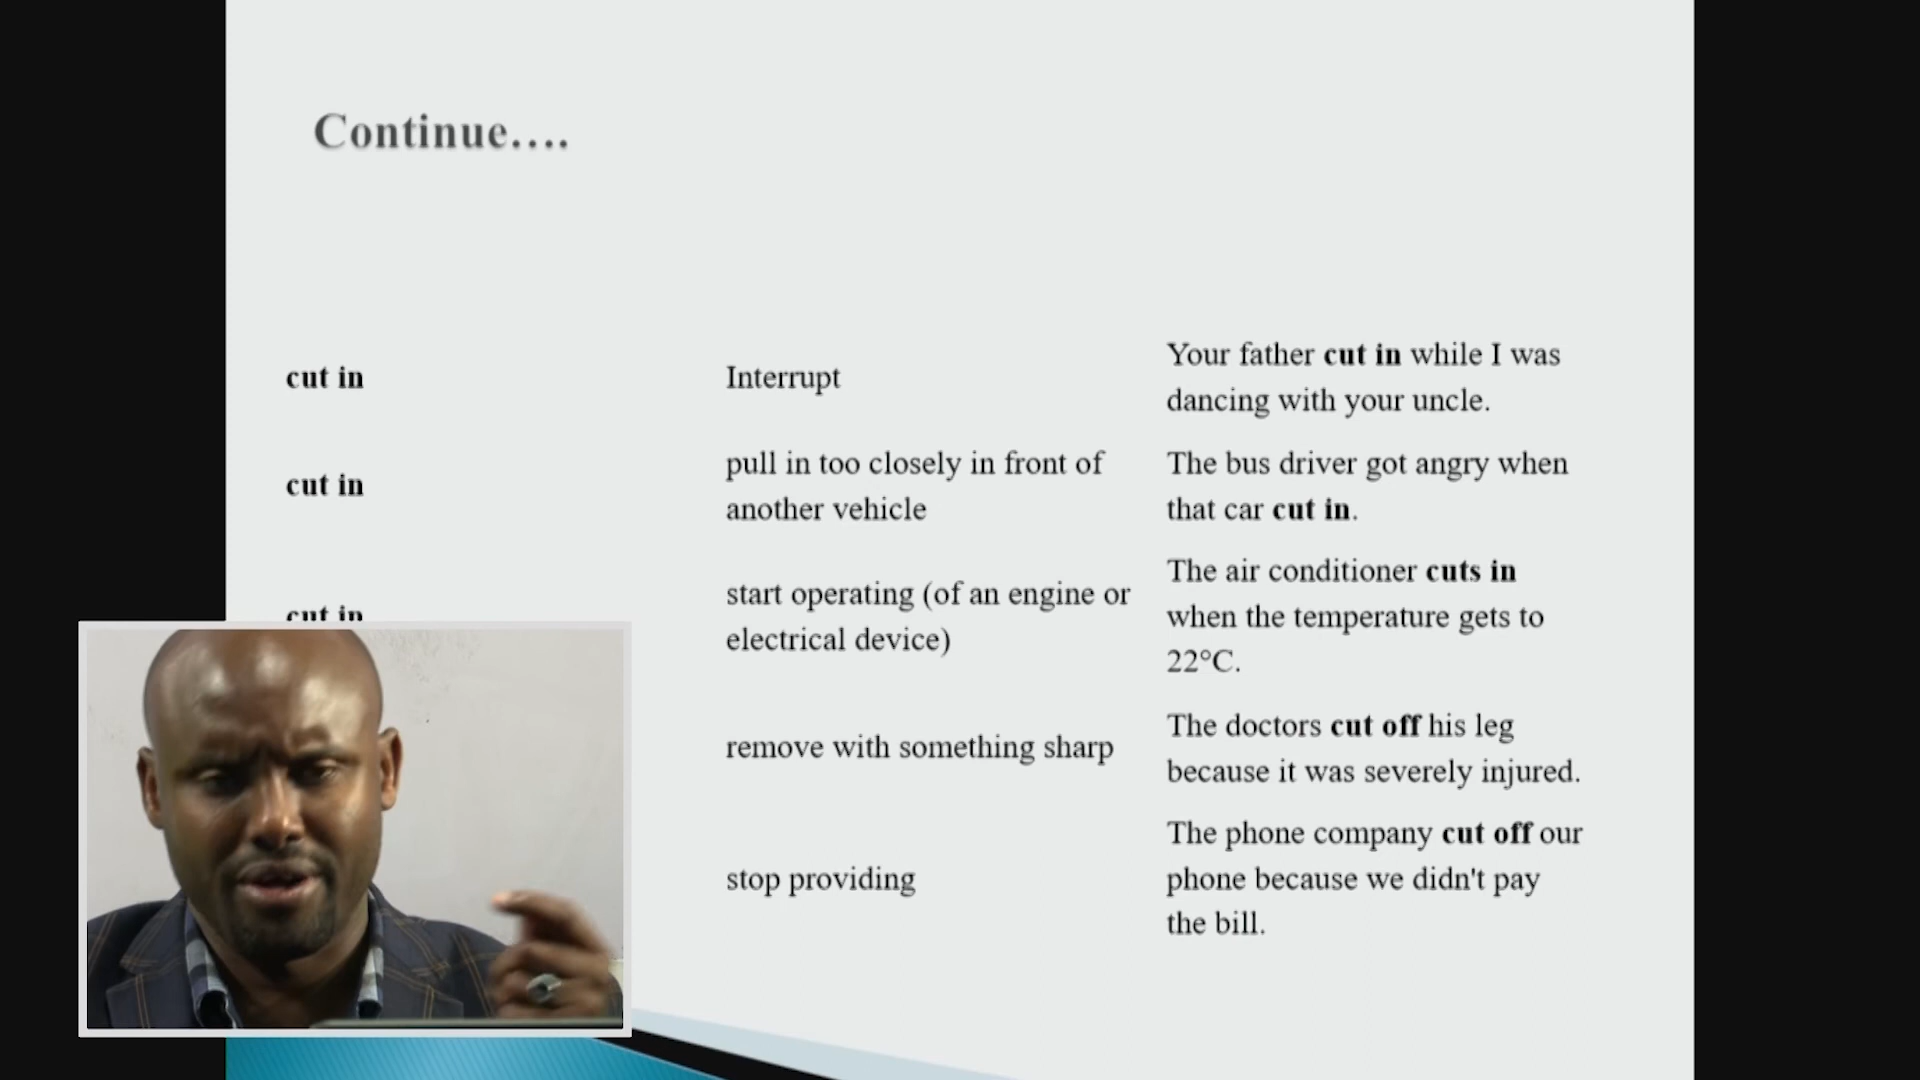 Continue....
cut in
Interrupt
Your father cut in while I was
dancing with your uncle.
cut in
pull in too closely in front of
another vehicle
The bus driver got angry when
that car cut in.
cut in
start operating (of an engine or
electrical device)
The air conditioner cuts in
when the temperature gets to
22°C.
remove with something sharp
The doctors cut off his leg
because it was severely injured.
stop providing
The phone company cut off our
phone because we didn't pay
the bill.